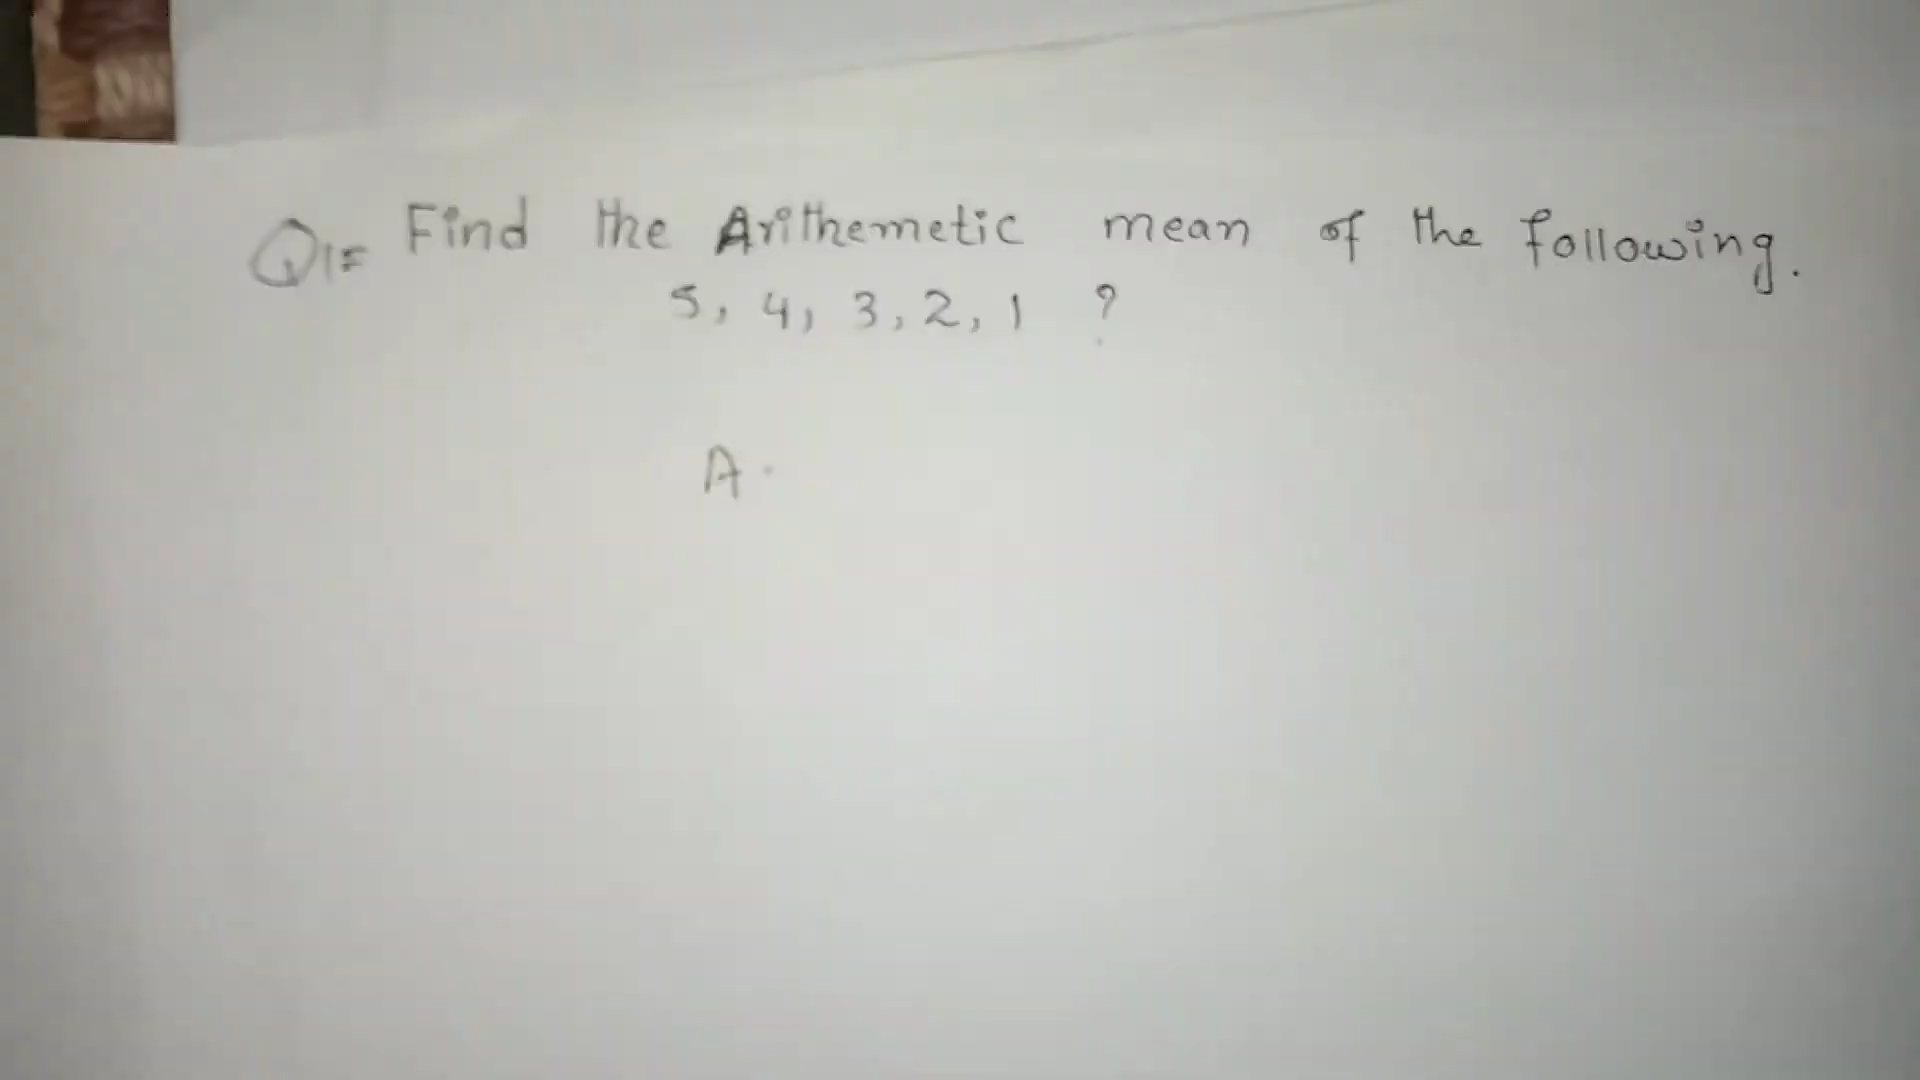 Q1= Find the Arithemetic mean of the following.
5, 4, 3, 2, 1 ?
A.